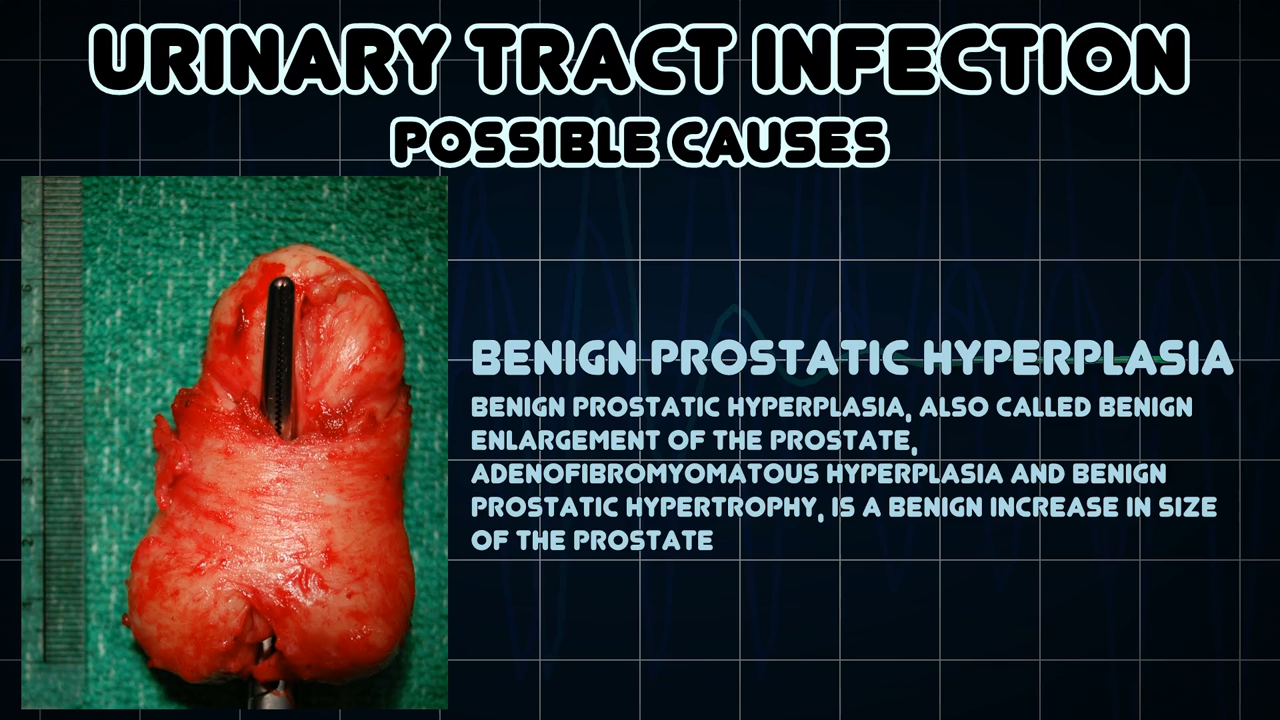 URINARY TRACT INFECTION
POSSIBLE CAUSES
BENIGN PROSTATIC HYPERPLASIA
BENIGN PROSTATIC HYPERPLASIA, ALSO CALLED BENIGN
ENLARGEMENT OF THE PROSTATE,
ADENOFIBROMYOMATOUS HYPERPLASIA AND BENIGN
PROSTATIC HYPERTROPHY, IS A BENIGN INCREASE IN SIZE
OF THE PROSTATE